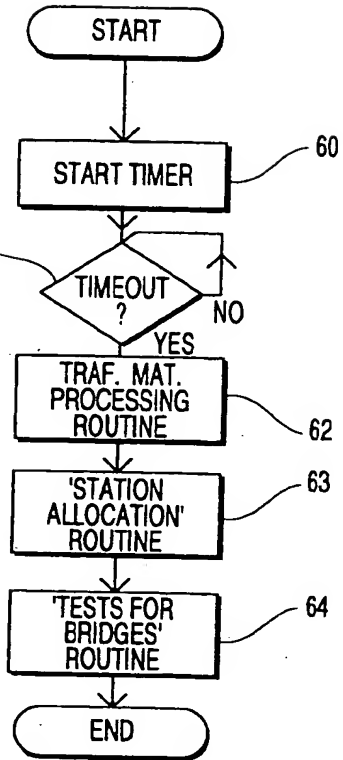 START
START TIMER
60
TIMEOUT
?
NO
YES
TRAF. MAT.
PROCESSING
ROUTINE
62
'STATION
ALLOCATION'
ROUTINE
63
'TESTS FOR
BRIDGES'
ROUTINE
64
END